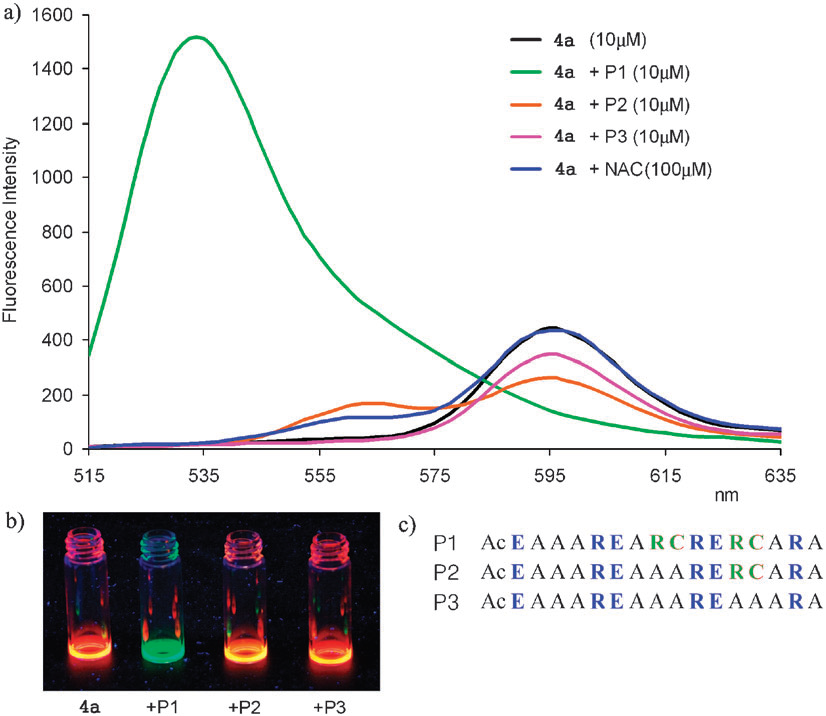 a)
1600
1400
1200
1000
800
600
400
200
0
Fluorescence Intensity
4a (10μM)
4a + P1 (10μM)
4a + P2 (10μM)
4a + P3 (10μM)
4a + NAC(100μM)
515 535 555 575 595 615 635
nm
b)
4a +P1 +P2 +P3
c)
P1 Ac E A A A R E A R C R E R C A R A
P2 Ac E A A A R E A A A R E R C A R A
P3 Ac E A A A R E A A A R E A A A R A